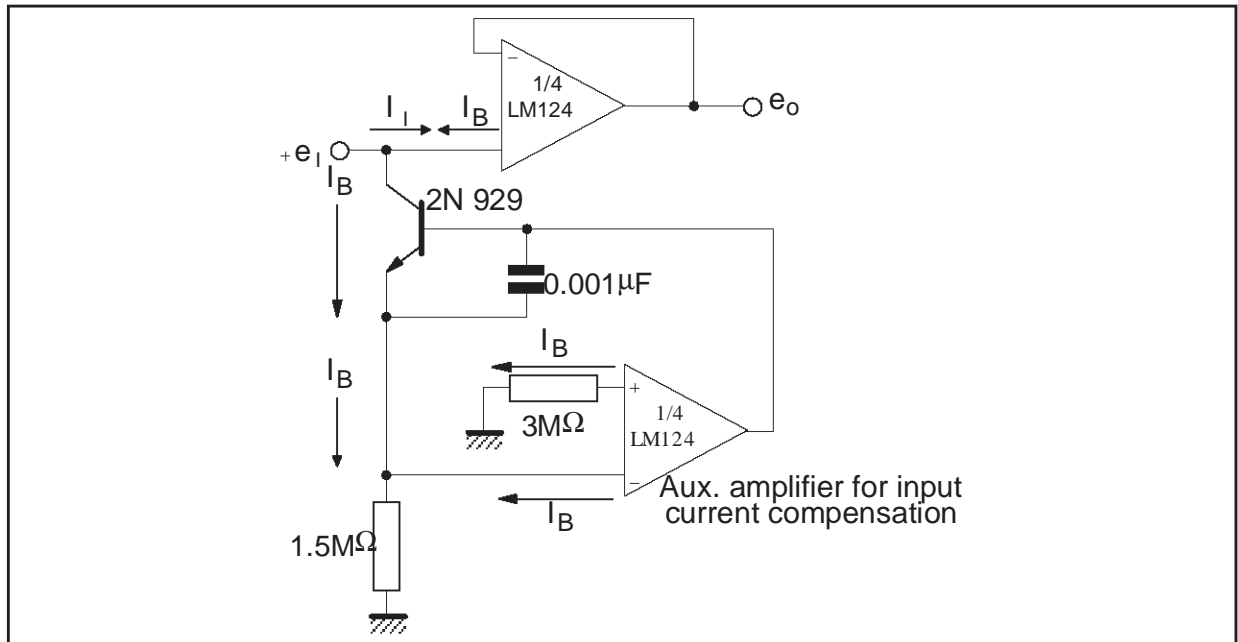 −
1/4
LM124
e o
I I
I B
+ e I
I B
2N 929
0.001µF
I B
I B
+
3MΩ
1/4
LM124
−
I B
Aux. amplifier for input
current compensation
1.5MΩ